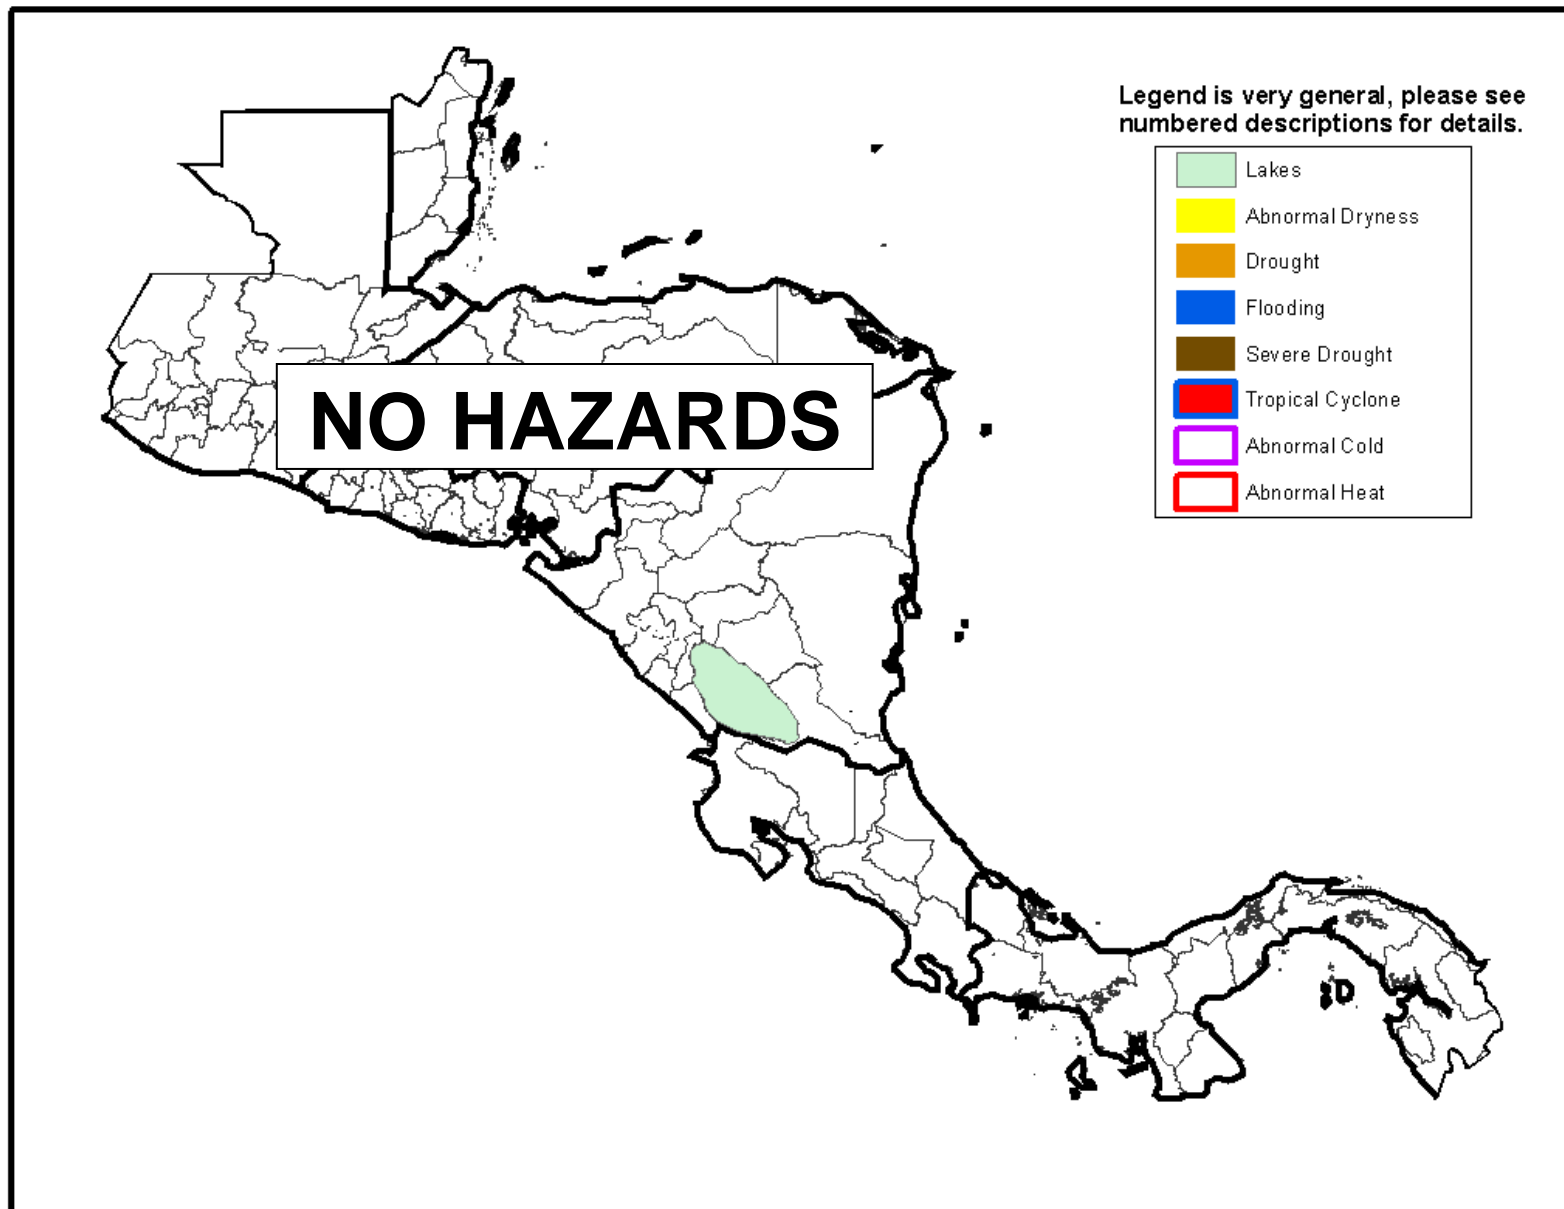 Legend is very general, please see
numbered descriptions for details.
Lakes
Abnormal Dryness
Drought
Flooding
Severe Drought
Tropical Cyclone
Abnormal Cold
Abnormal Heat
NO HAZARDS